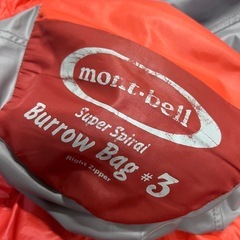 mont-bell
Super Spiral
Burrow Bag #3
Right Zipper